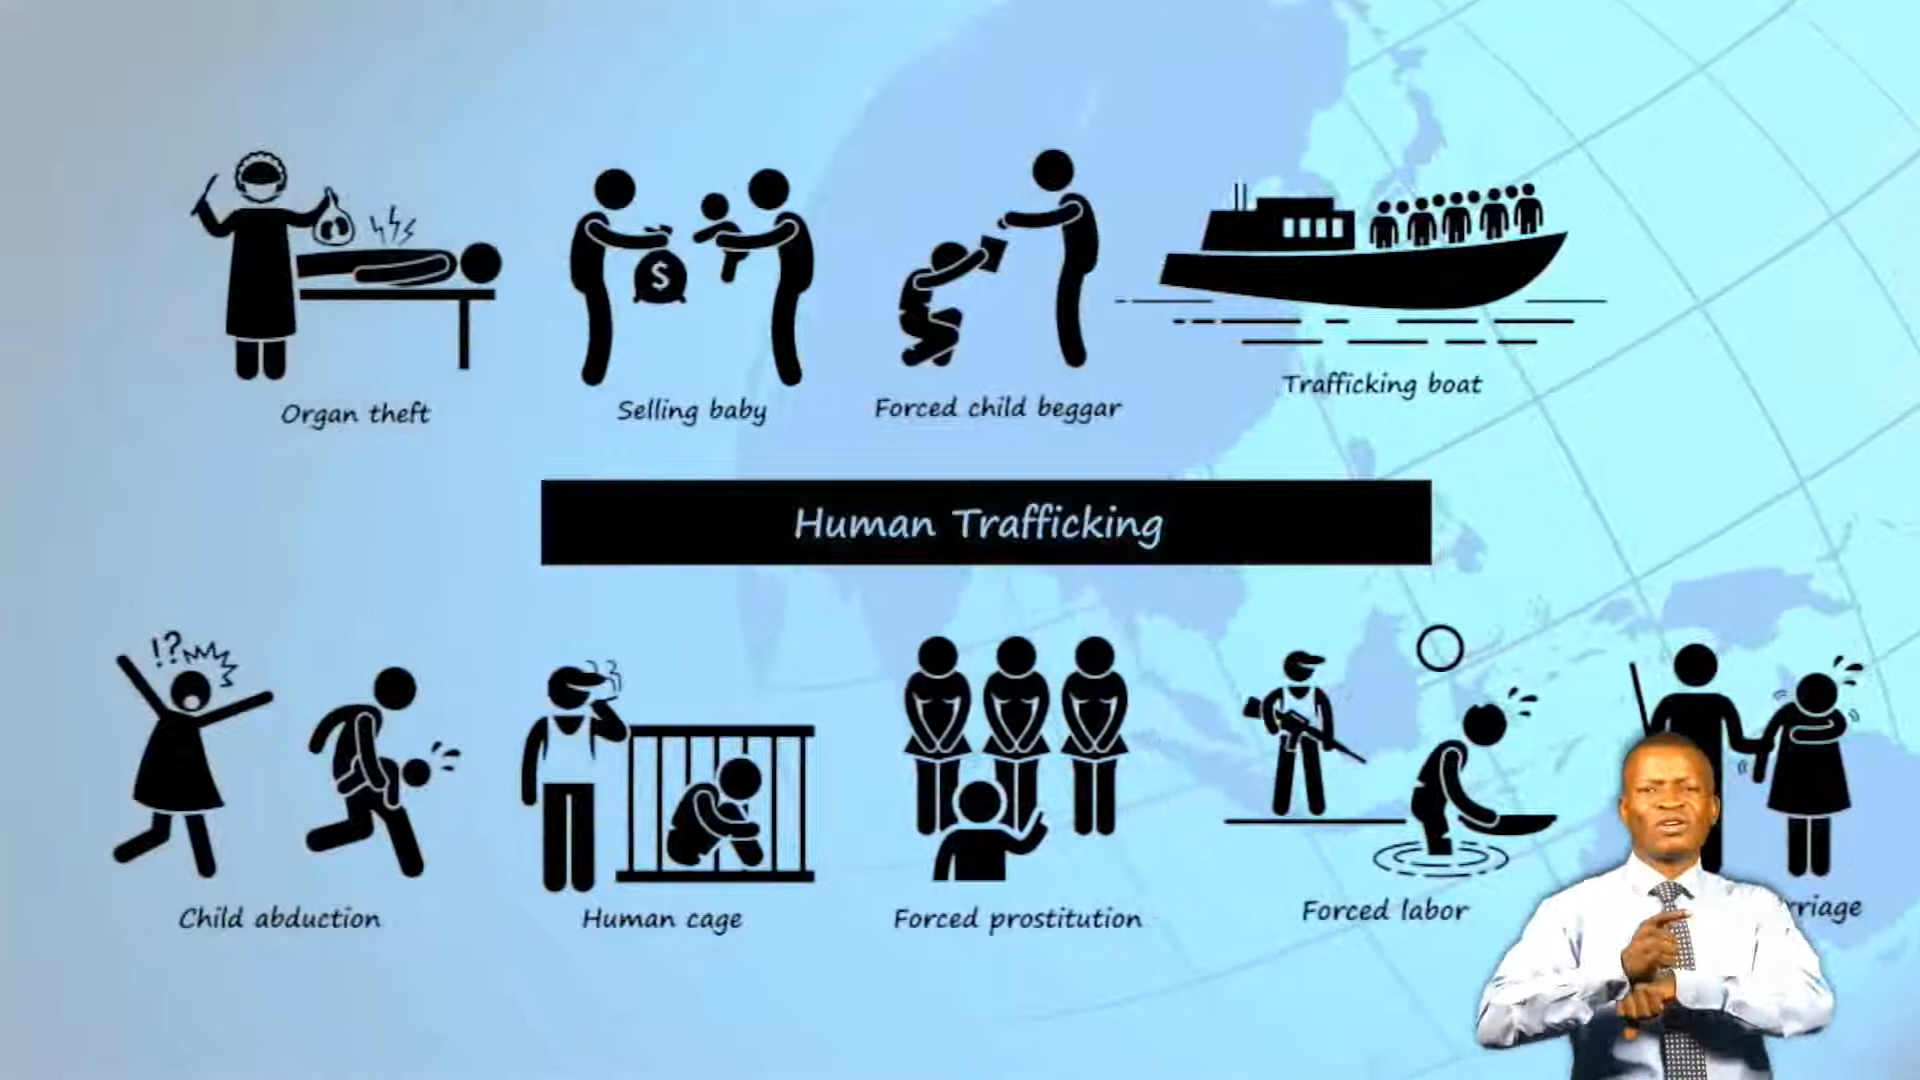 Organ theft
Selling baby
Forced child beggar
Trafficking boat
$
Human Trafficking
!?
Child abduction
Human cage
Forced prostitution
Forced labor